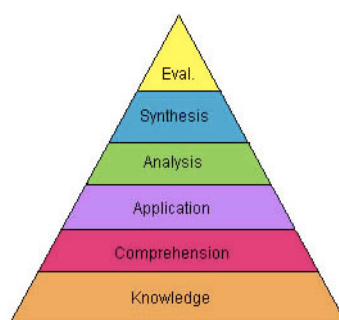 Eval.
Synthesis
Analysis
Application
Comprehension
Knowledge